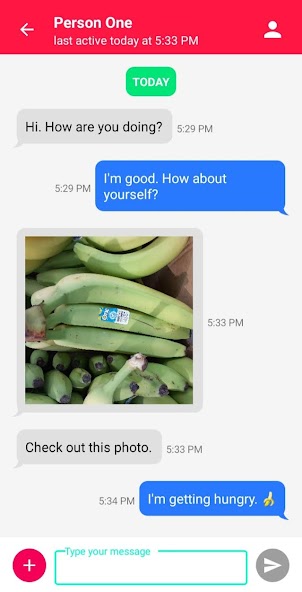 Person One
last active today at 5:33 PM
TODAY
Hi. How are you doing?
5:29 PM
5:29 PM
I'm good. How about
yourself?
5:33 PM
Check out this photo.
5:33 PM
5:34 PM
I'm getting hungry. 🍌
Type your message